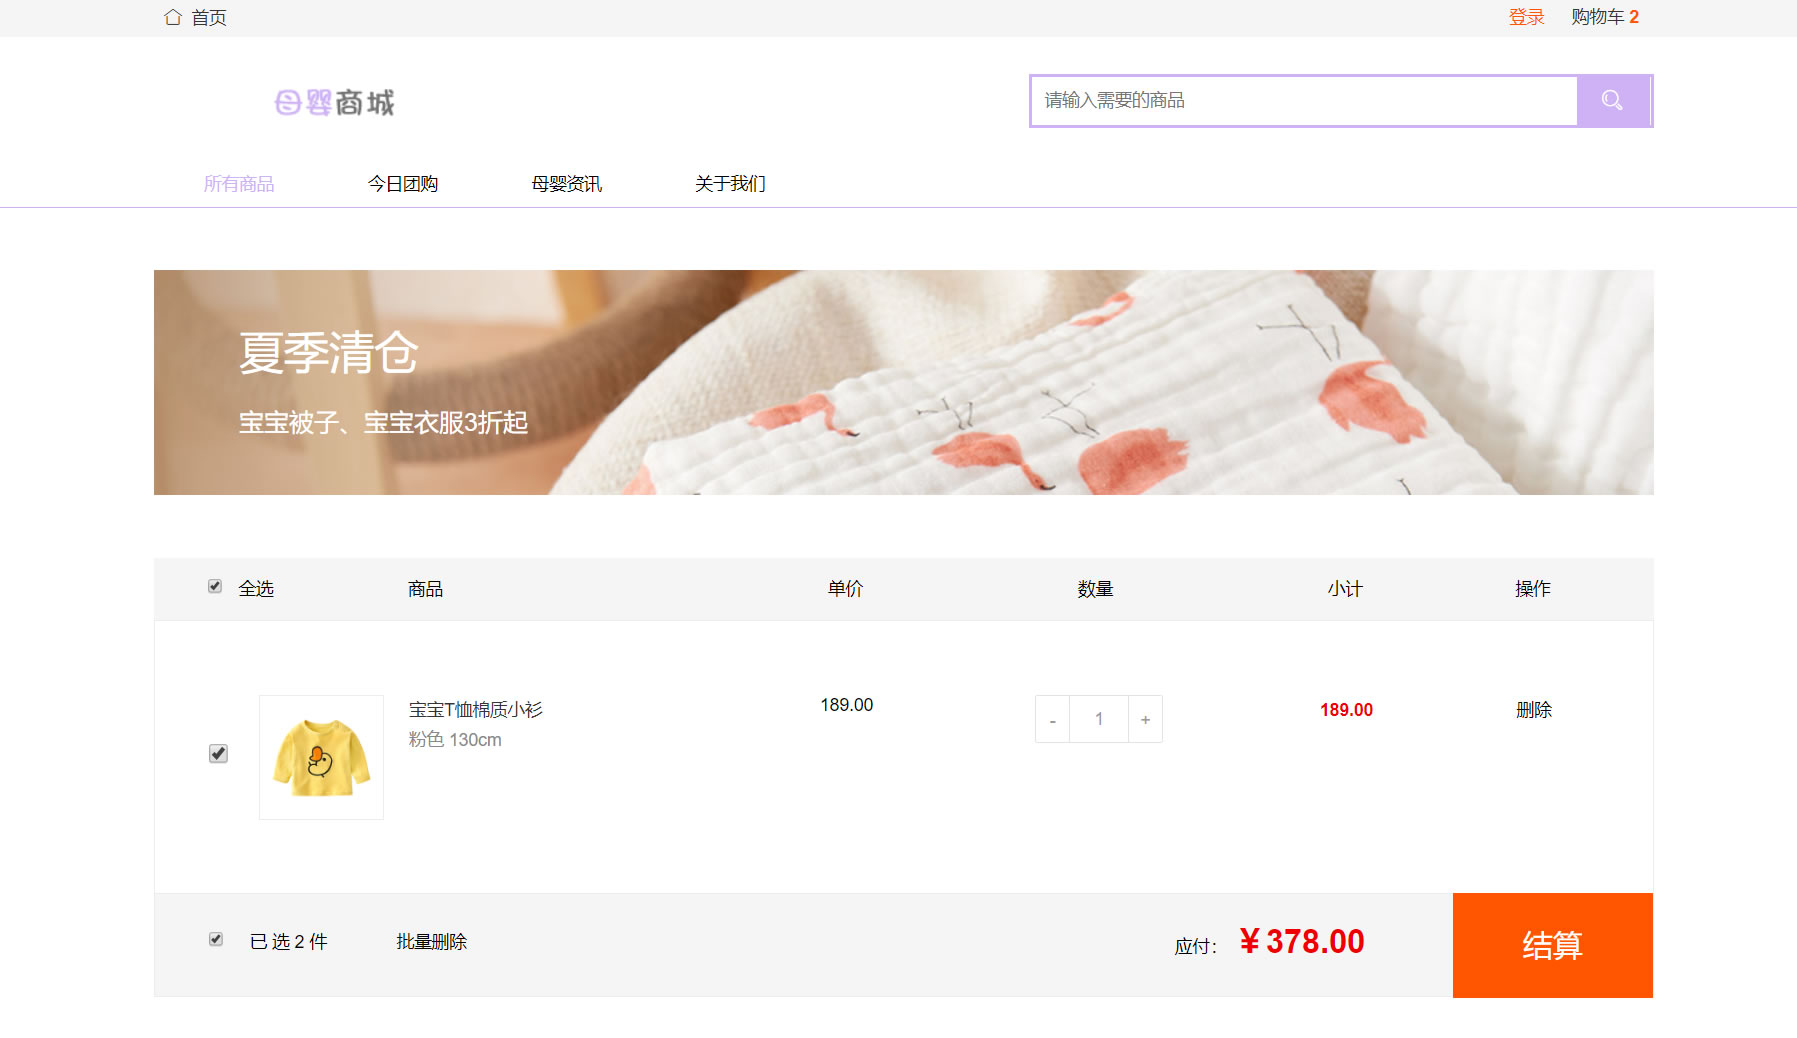 首页
登录 购物车 2
母婴商城
请输入需要的商品
所有商品 今日团购 母婴资讯 关于我们
夏季清仓
宝宝被子、宝宝衣服3折起
全选 商品 单价 数量 小计 操作
宝宝T恤棉质小衫 189.00 - 1 + 189.00 删除
粉色 130cm
已选2件 批量删除 应付： ￥378.00 结算